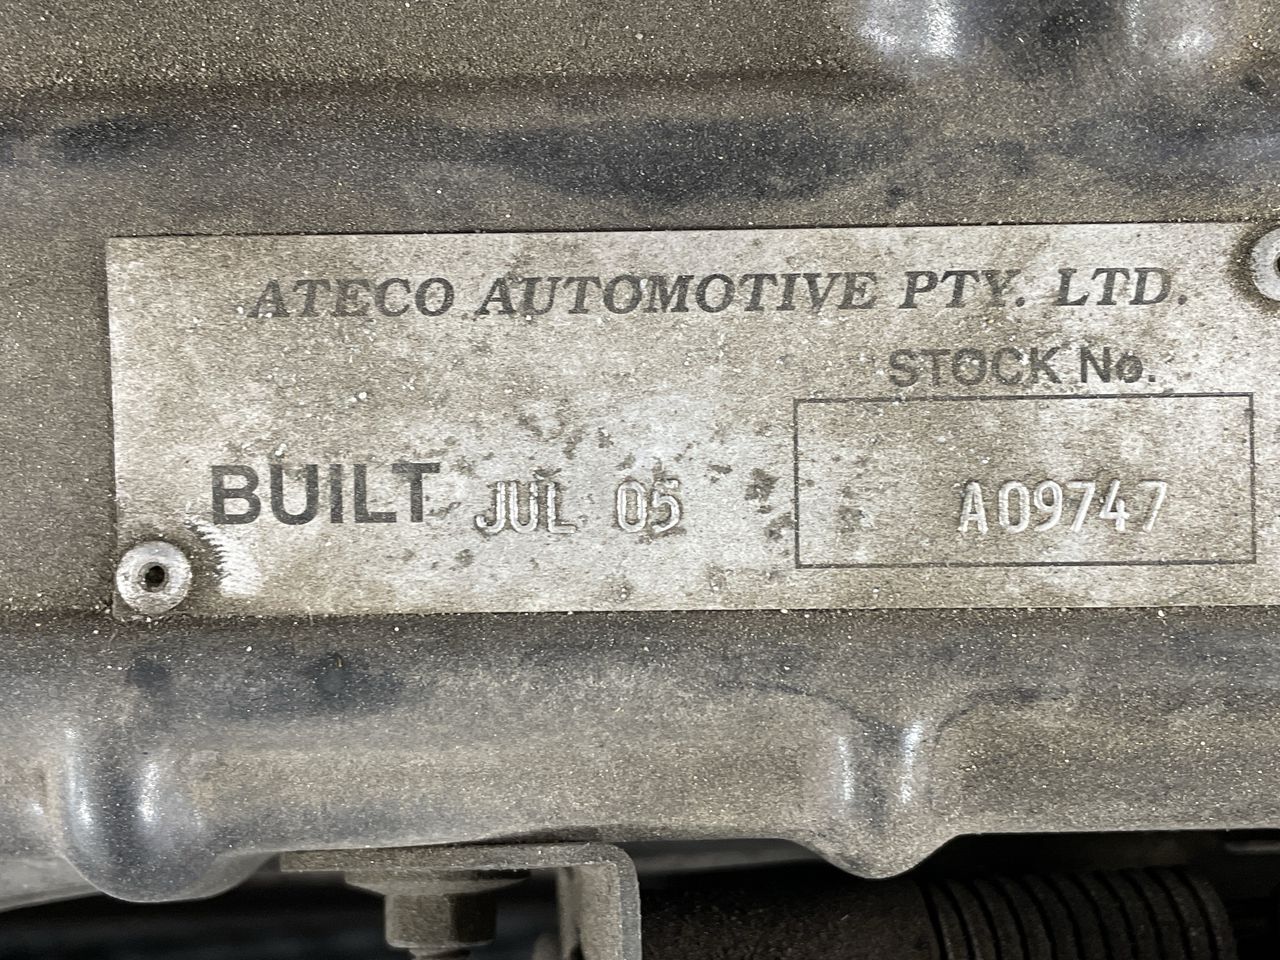 ATECO AUTOMOTIVE PTY. LTD.
STOCK No.
BUILT JUL 05
A09747